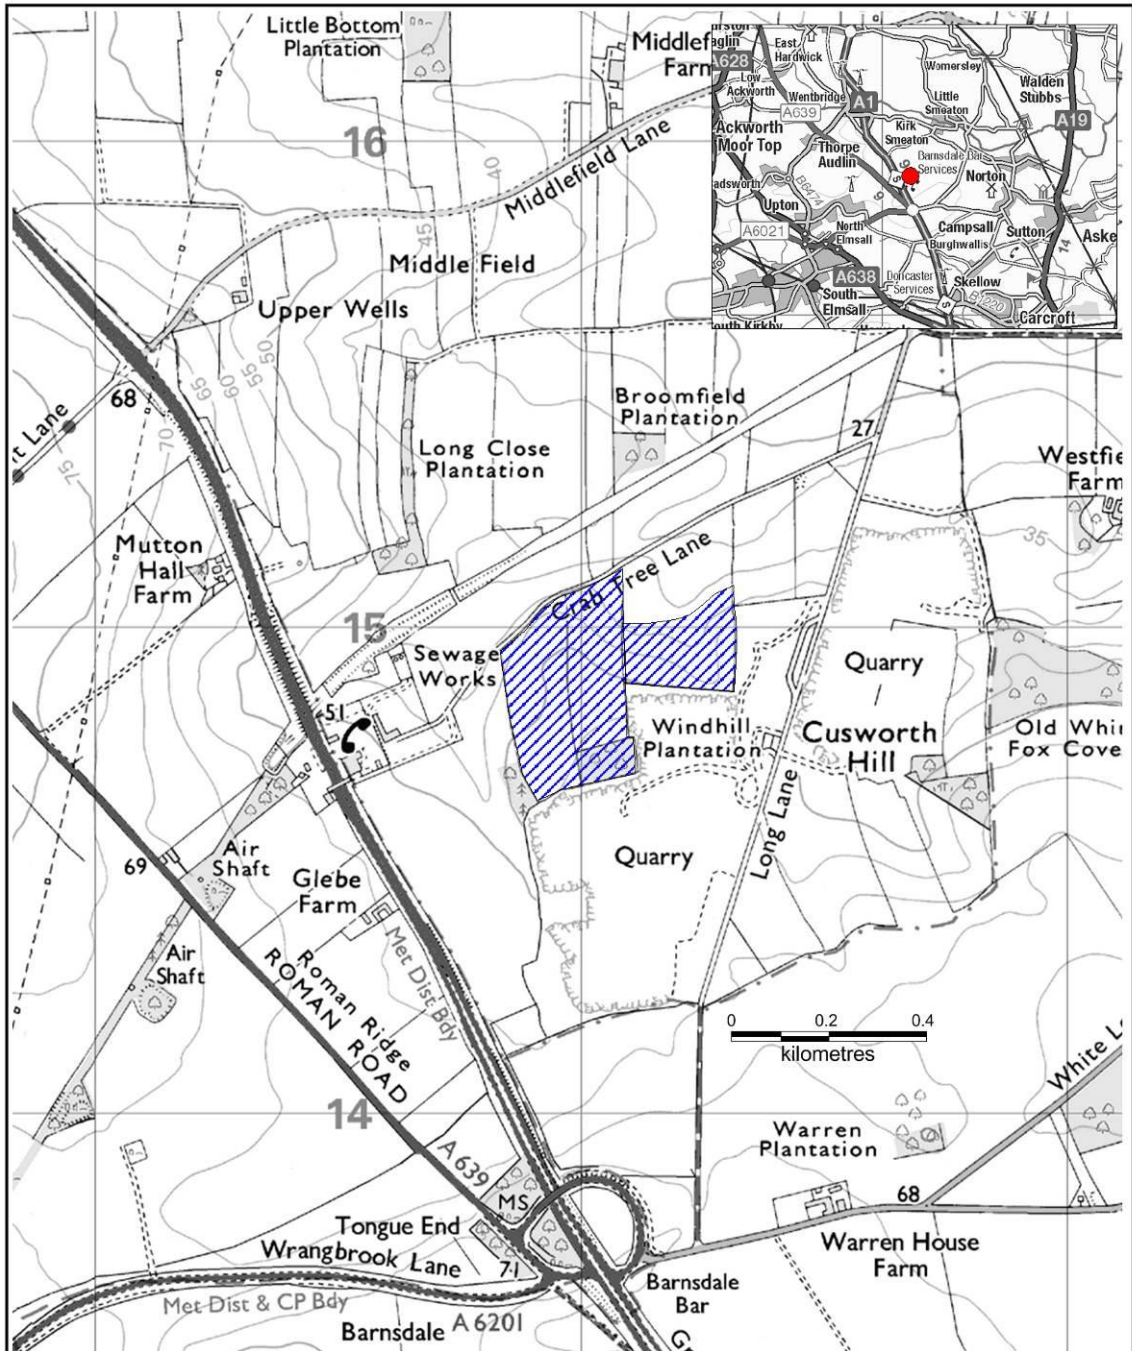 Little Bottom
Plantation
Middlef
Farm
16
Middlefield Lane
40
45
Middle Field
Upper Wells
50
55
60
65
68
70
75
Long Close
Plantation
Broomfield
Plantation
27
Westfie
Farm
35
Mutton
Hall
Farm
Crab Tree Lane
15
Sewage
Works
51
Quarry
Windhill
Plantation
Cusworth
Hill
Old Whin
Fox Cove
Long Lane
Quarry
69
Air
Shaft
Glebe
Farm
Air
Shaft
Met Dist Bdy
Roman Ridge
ROMAN ROAD
0 0.2 0.4
kilometres
14
White L
Warren
Plantation
A 639
MS
68
Tongue End
Wrangbrook Lane
71
Warren House
Farm
Barnsdale
Bar
Met Dist & CP Bdy
Barnsdale
A 6201
East
Hardwick
A628
Low
Ackworth
Wentbridge
A1
Womersley
Little
Smeaton
Walden
Stubbs
A639
A19
Ackworth
Moor Top
Thorpe
Audlin
Kirk
Smeaton
Barnsdale Bar
Services
Norton
adsworth
B6474
Upton
A6021
North
Elmsall
Campsall
Sutton
Burghwallis
Aske
14
A638
Doncaster
Services
Skellow
South
Elmsall
B1220
Carcroft
outh Kirkby